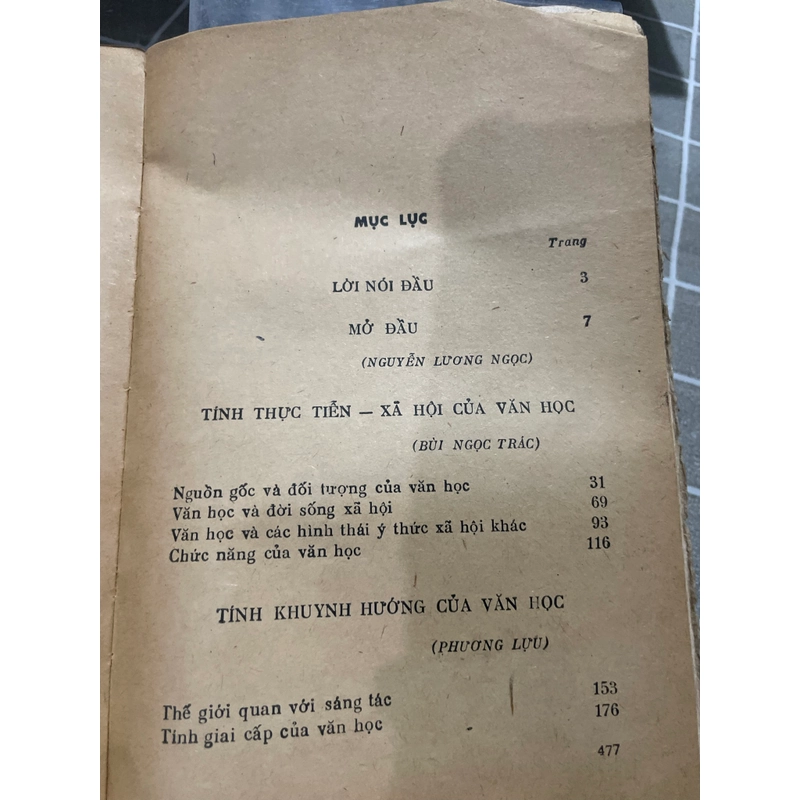 MỤC LỤC
Trang
LỜI NÓI ĐẦU 3
MỞ ĐẦU 7
(NGUYỄN LƯƠNG NGỌC)
TÍNH THỰC TIỄN — XÃ HỘI CỦA VĂN HỌC
(BÙI NGỌC TRÁC)
Nguồn gốc và đối tượng của văn học 31
Văn học và đời sống xã hội 69
Văn học và các hình thái ý thức xã hội khác 93
Chức năng của văn học 116
TÍNH KHUYNH HƯỚNG CỦA VĂN HỌC
(PHƯƠNG LỰU)
Thế giới quan với sáng tác 153
Tính giai cấp của văn học 176
477